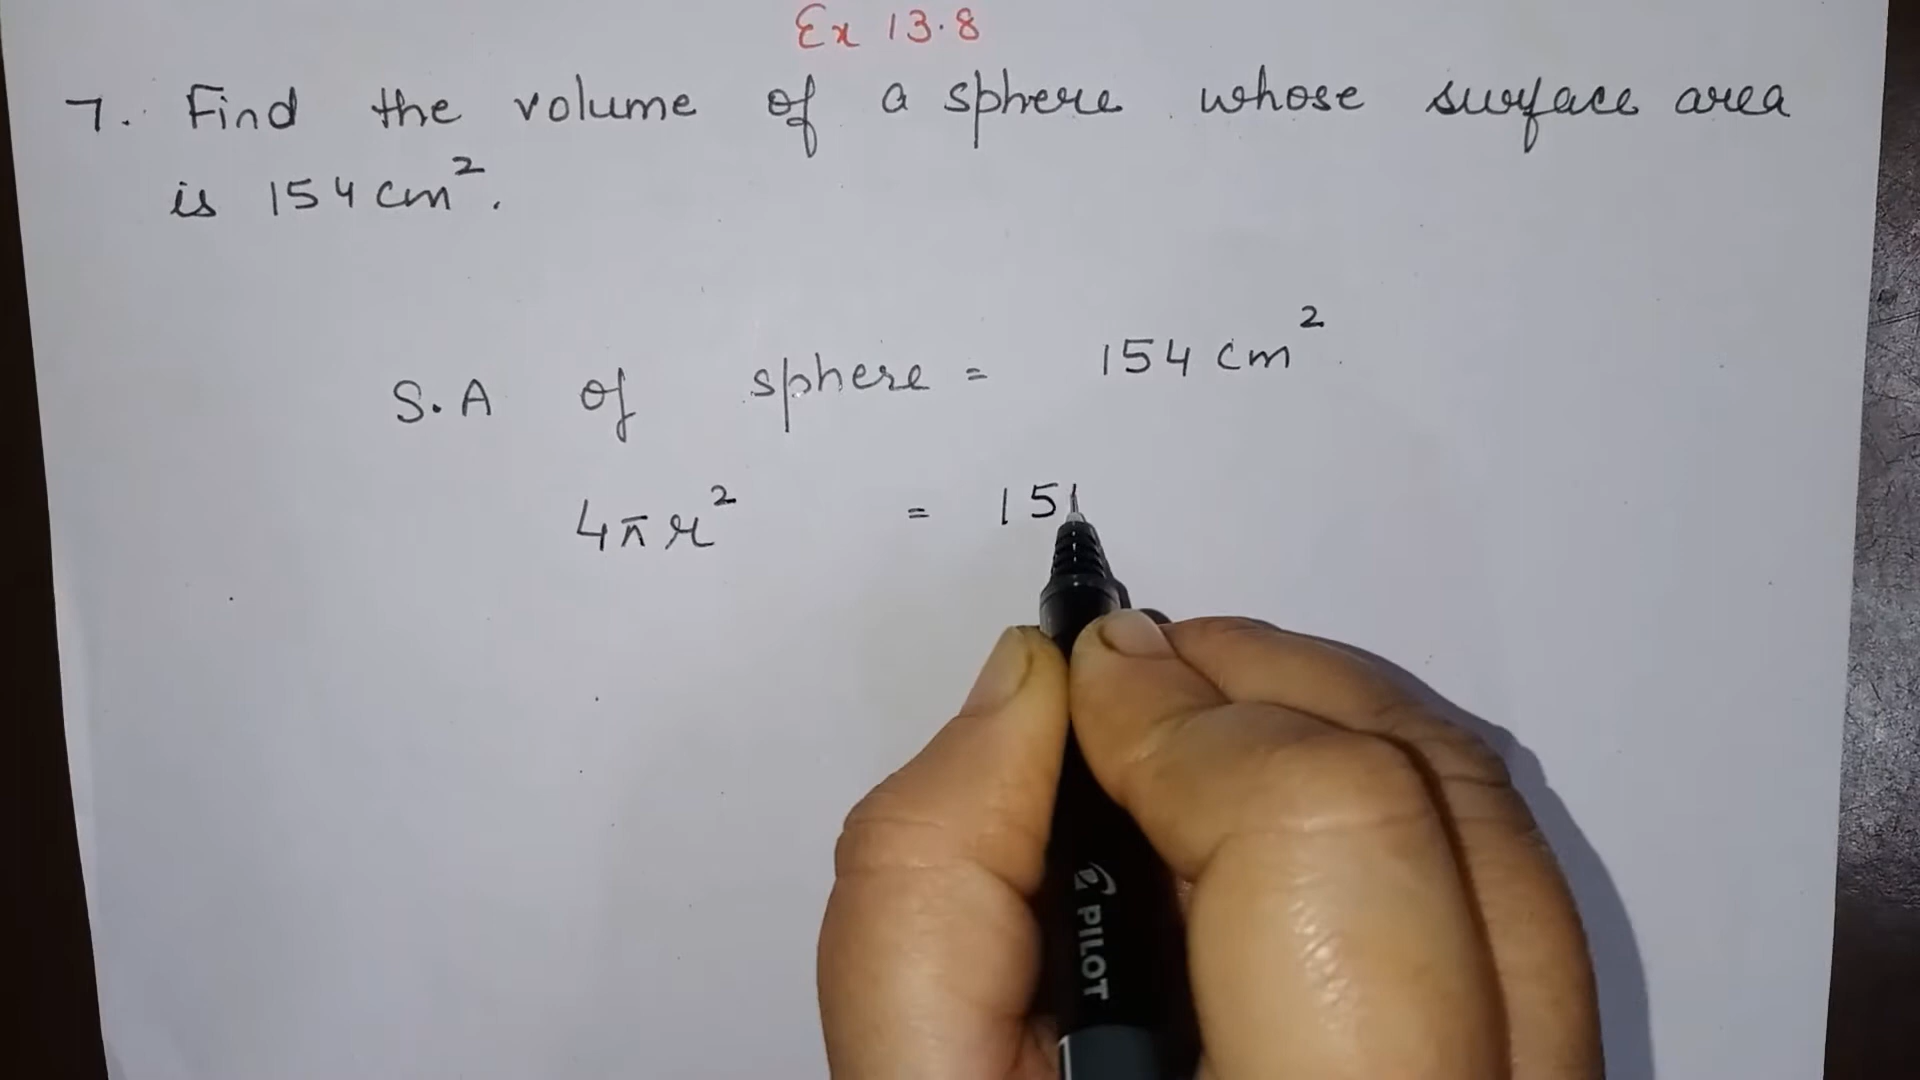 Ex 13.8
7. Find the volume of a sphere whose surface area
is 154 cm².
S.A of sphere = 154 cm²
4πr² = 15
PILOT